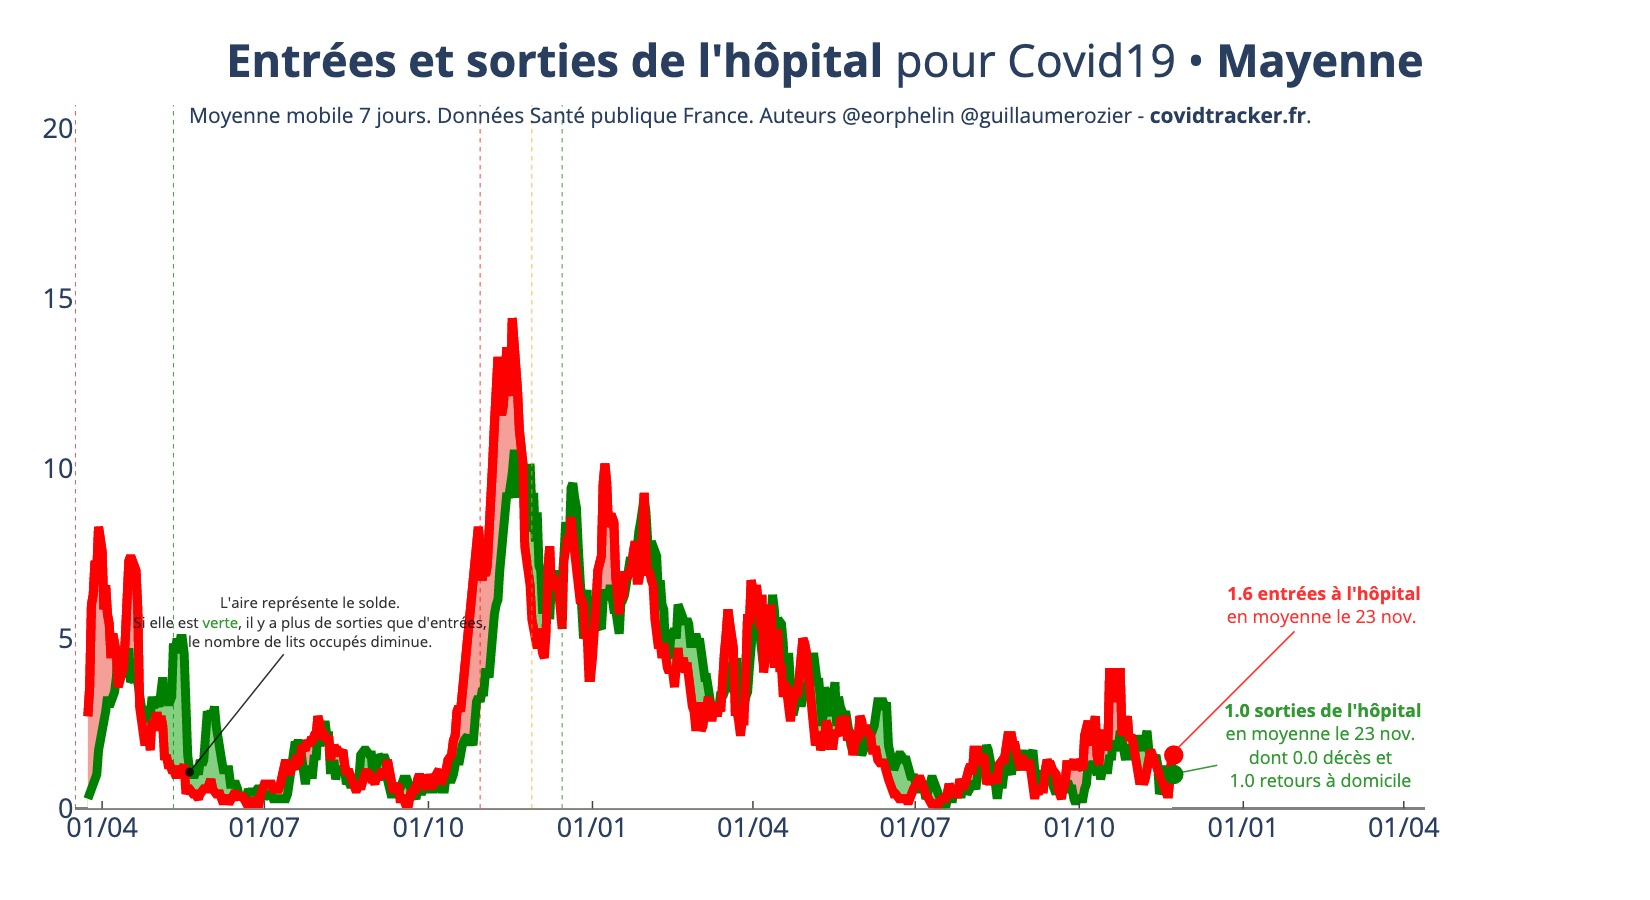 Entrées et sorties de l'hôpital pour Covid19 • Mayenne
Moyenne mobile 7 jours. Données Santé publique France. Auteurs @eorphelin @guillaumerozier - covidtracker.fr.
20
15
10
5
0
L'aire représente le solde.
Si elle est verte, il y a plus de sorties que d'entrées,
le nombre de lits occupés diminue.
1.6 entrées à l'hôpital
en moyenne le 23 nov.
1.0 sorties de l'hôpital
en moyenne le 23 nov.
dont 0.0 décès et
1.0 retours à domicile
01/04 01/07 01/10 01/01 01/04 01/07 01/10 01/01 01/04